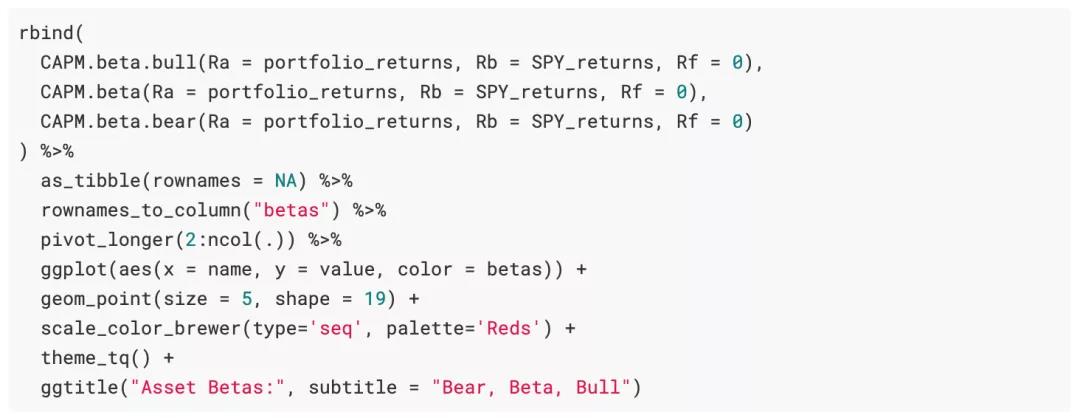 rbind(
  CAPM.beta.bull(Ra = portfolio_returns, Rb = SPY_returns, Rf = 0),
  CAPM.beta(Ra = portfolio_returns, Rb = SPY_returns, Rf = 0),
  CAPM.beta.bear(Ra = portfolio_returns, Rb = SPY_returns, Rf = 0)
) %>%
  as_tibble(rownames = NA) %>%
  rownames_to_column("betas") %>%
  pivot_longer(2:ncol(.)) %>%
  ggplot(aes(x = name, y = value, color = betas)) +
  geom_point(size = 5, shape = 19) +
  scale_color_brewer(type='seq', palette='Reds') +
  theme_tq() +
  ggtitle("Asset Betas:", subtitle = "Bear, Beta, Bull")